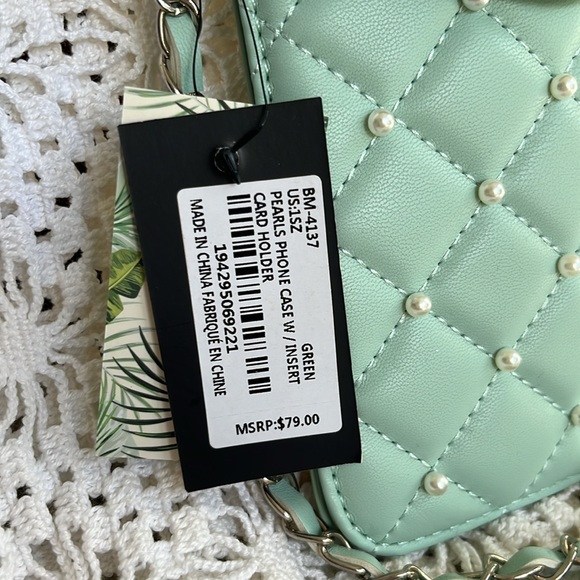 BM-4137 GREEN
US:1SZ
PEARLS PHONE CASE W / INSERT
CARD HOLDER
194295069221
MADE IN CHINA FABRIQUÉ EN CHINE
MSRP:$79.00